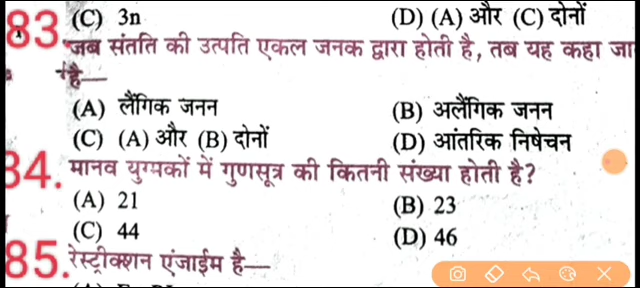 (C) 3n (D) (A) और (C) दोनों
83. जब संतति की उत्पति एकल जनक द्वारा होती है, तब यह कहा जा
है—
(A) लैंगिक जनन (B) अलैंगिक जनन
(C) (A) और (B) दोनों (D) आंतरिक निषेचन
84. मानव युग्मकों में गुणसूत्र की कितनी संख्या होती है?
(A) 21 (B) 23
(C) 44 (D) 46
85. रेस्ट्रीक्शन एंजाईम है—